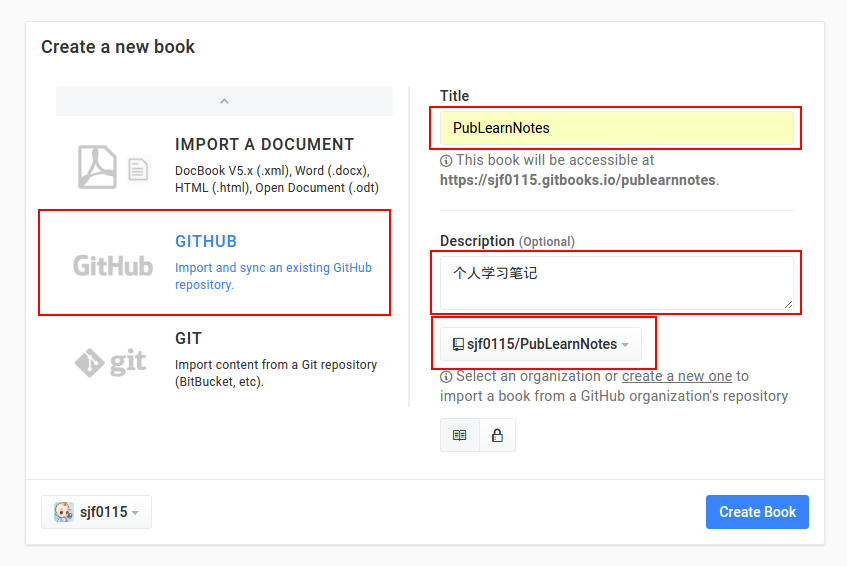 Create a new book
IMPORT A DOCUMENT
DocBook V5.x (.xml), Word (.docx),
HTML (.html), Open Document (.odt)
GitHub
GITHUB
Import and sync an existing GitHub
repository.
git
GIT
Import content from a Git repository
(BitBucket, etc).
Title
PubLearnNotes
This book will be accessible at
https://sjf0115.gitbooks.io/publearnnotes.
Description (Optional)
个人学习笔记
sjf0115/PubLearnNotes
Select an organization or create a new one to
import a book from a GitHub organization's repository
sjf0115
Create Book